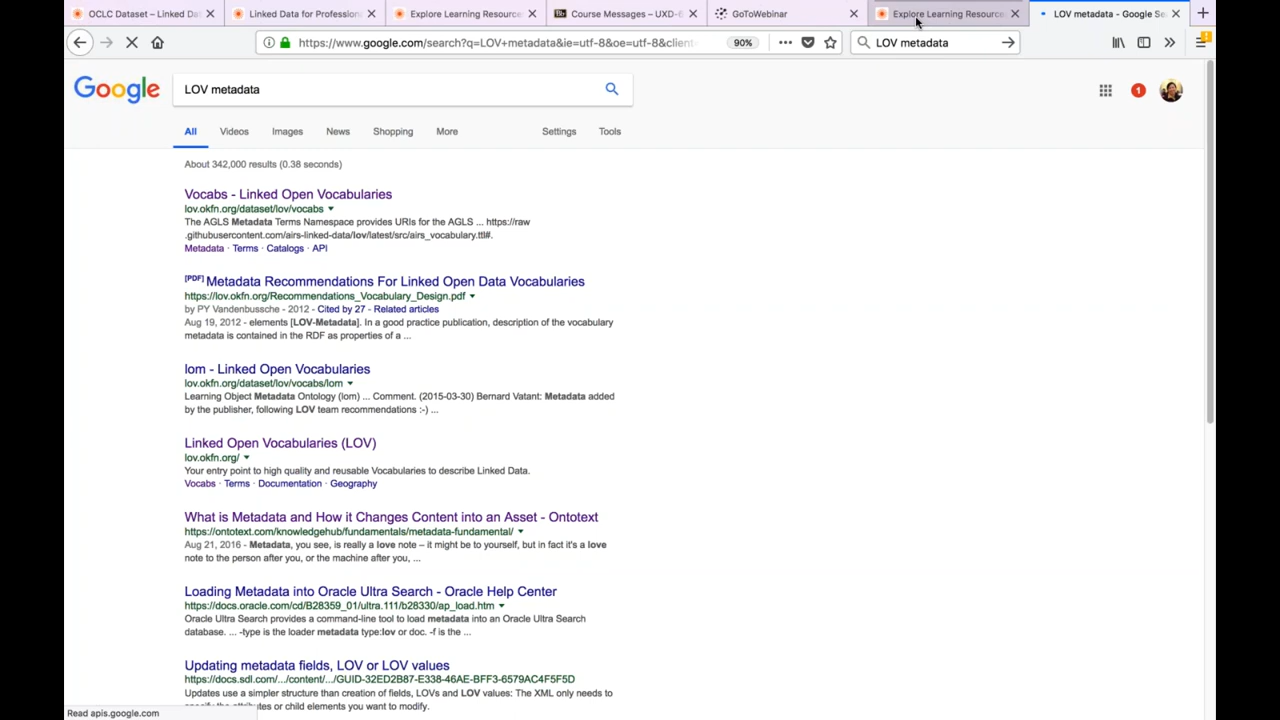 OCLC Dataset – Linked Dat
Linked Data for Profession
Explore Learning Resource
Course Messages – UXD-6
GoToWebinar
Explore Learning Resource
LOV metadata - Google Se
https://www.google.com/search?q=LOV+metadata&ie=utf-8&oe=utf-8&client
90%
LOV metadata
Google
LOV metadata
1
All Videos Images News Shopping More Settings Tools
About 342,000 results (0.38 seconds)
Vocabs - Linked Open Vocabularies
lov.okfn.org/dataset/lov/vocabs
The AGLS Metadata Terms Namespace provides URIs for the AGLS ... https://raw
.githubusercontent.com/airs-linked-data/lov/latest/src/airs_vocabulary.ttl#.
Metadata · Terms · Catalogs · API
[PDF] Metadata Recommendations For Linked Open Data Vocabularies
https://lov.okfn.org/Recommendations_Vocabulary_Design.pdf
by PY Vandenbussche - 2012 - Cited by 27 - Related articles
Aug 19, 2012 - elements [LOV-Metadata]. In a good practice publication, description of the vocabulary
metadata is contained in the RDF as properties of a ...
lom - Linked Open Vocabularies
lov.okfn.org/dataset/lov/vocabs/lom
Learning Object Metadata Ontology (lom) ... Comment. (2015-03-30) Bernard Vatant: Metadata added
by the publisher, following LOV team recommendations :-) ...
Linked Open Vocabularies (LOV)
lov.okfn.org/
Your entry point to high quality and reusable Vocabularies to describe Linked Data.
Vocabs · Terms · Documentation · Geography
What is Metadata and How it Changes Content into an Asset - Ontotext
https://ontotext.com/knowledgehub/fundamentals/metadata-fundamental/
Aug 21, 2016 - Metadata, you see, is really a love note – it might be to yourself, but in fact it's a love
note to the person after you, or the machine after you, ...
Loading Metadata into Oracle Ultra Search - Oracle Help Center
https://docs.oracle.com/cd/B28359_01/ultra.111/b28330/ap_load.htm
Oracle Ultra Search provides a command-line tool to load metadata into an Oracle Ultra Search
database. ... -type is the loader metadata type:lov or doc. -f is the ...
Updating metadata fields, LOV or LOV values
https://docs.sdl.com/.../content/.../GUID-32ED2B87-E338-46AE-BFF3-6579AC4F5F5D
Updates use a simpler structure than creation of fields, LOVs and LOV values: The XML only needs to
specify the attributes or child elements you want to modify.
Read apis.google.com